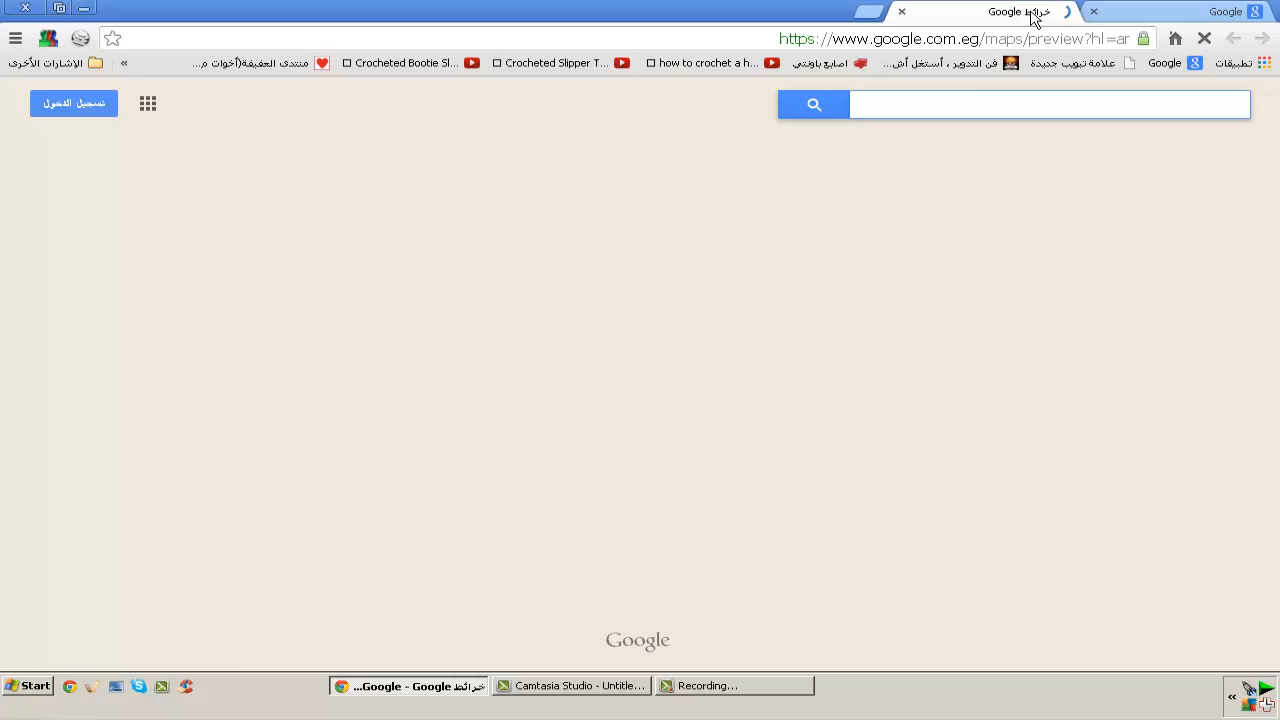 Google
خرائط Google
https://www.google.com.eg/maps/preview?hl=ar
تطبيقات
Google
علامة تبويب جديدة
فن التدوير ، أستغل أش...
اصابع باونتي
how to crochet a h...
Crocheted Slipper T...
Crocheted Bootie Sl...
منتدى العفيفة(أخوات م...
»
الإشارات الأخرى
تسجيل الدخول
Google
Start
خرائط Google - Google...
Camtasia Studio - Untitle...
Recording...
«